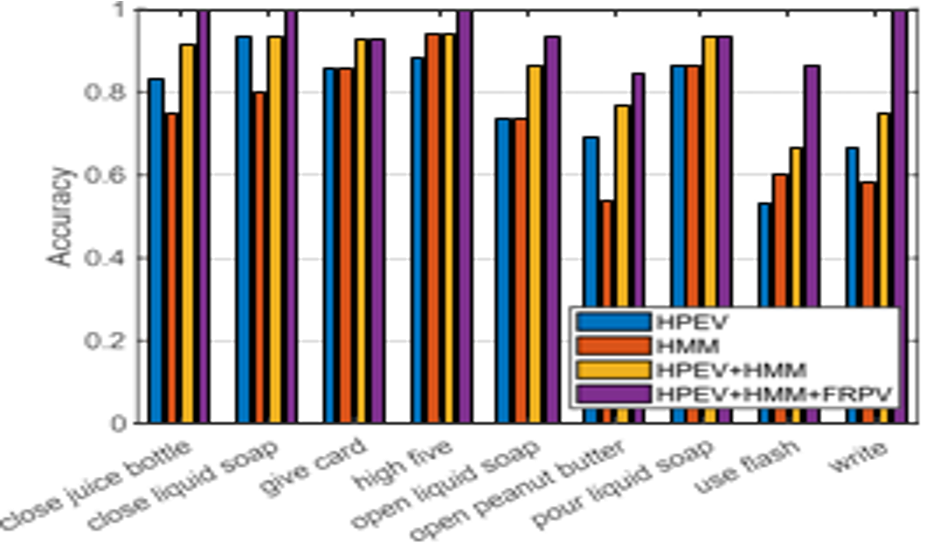 1
0.8
0.6
0.4
0.2
0
Accuracy
HPEV
HMM
HPEV+HMM
HPEV+HMM+FRPV
close juice bottle
close liquid soap
give card
high five
open liquid soap
open peanut butter
pour liquid soap
use flash
write